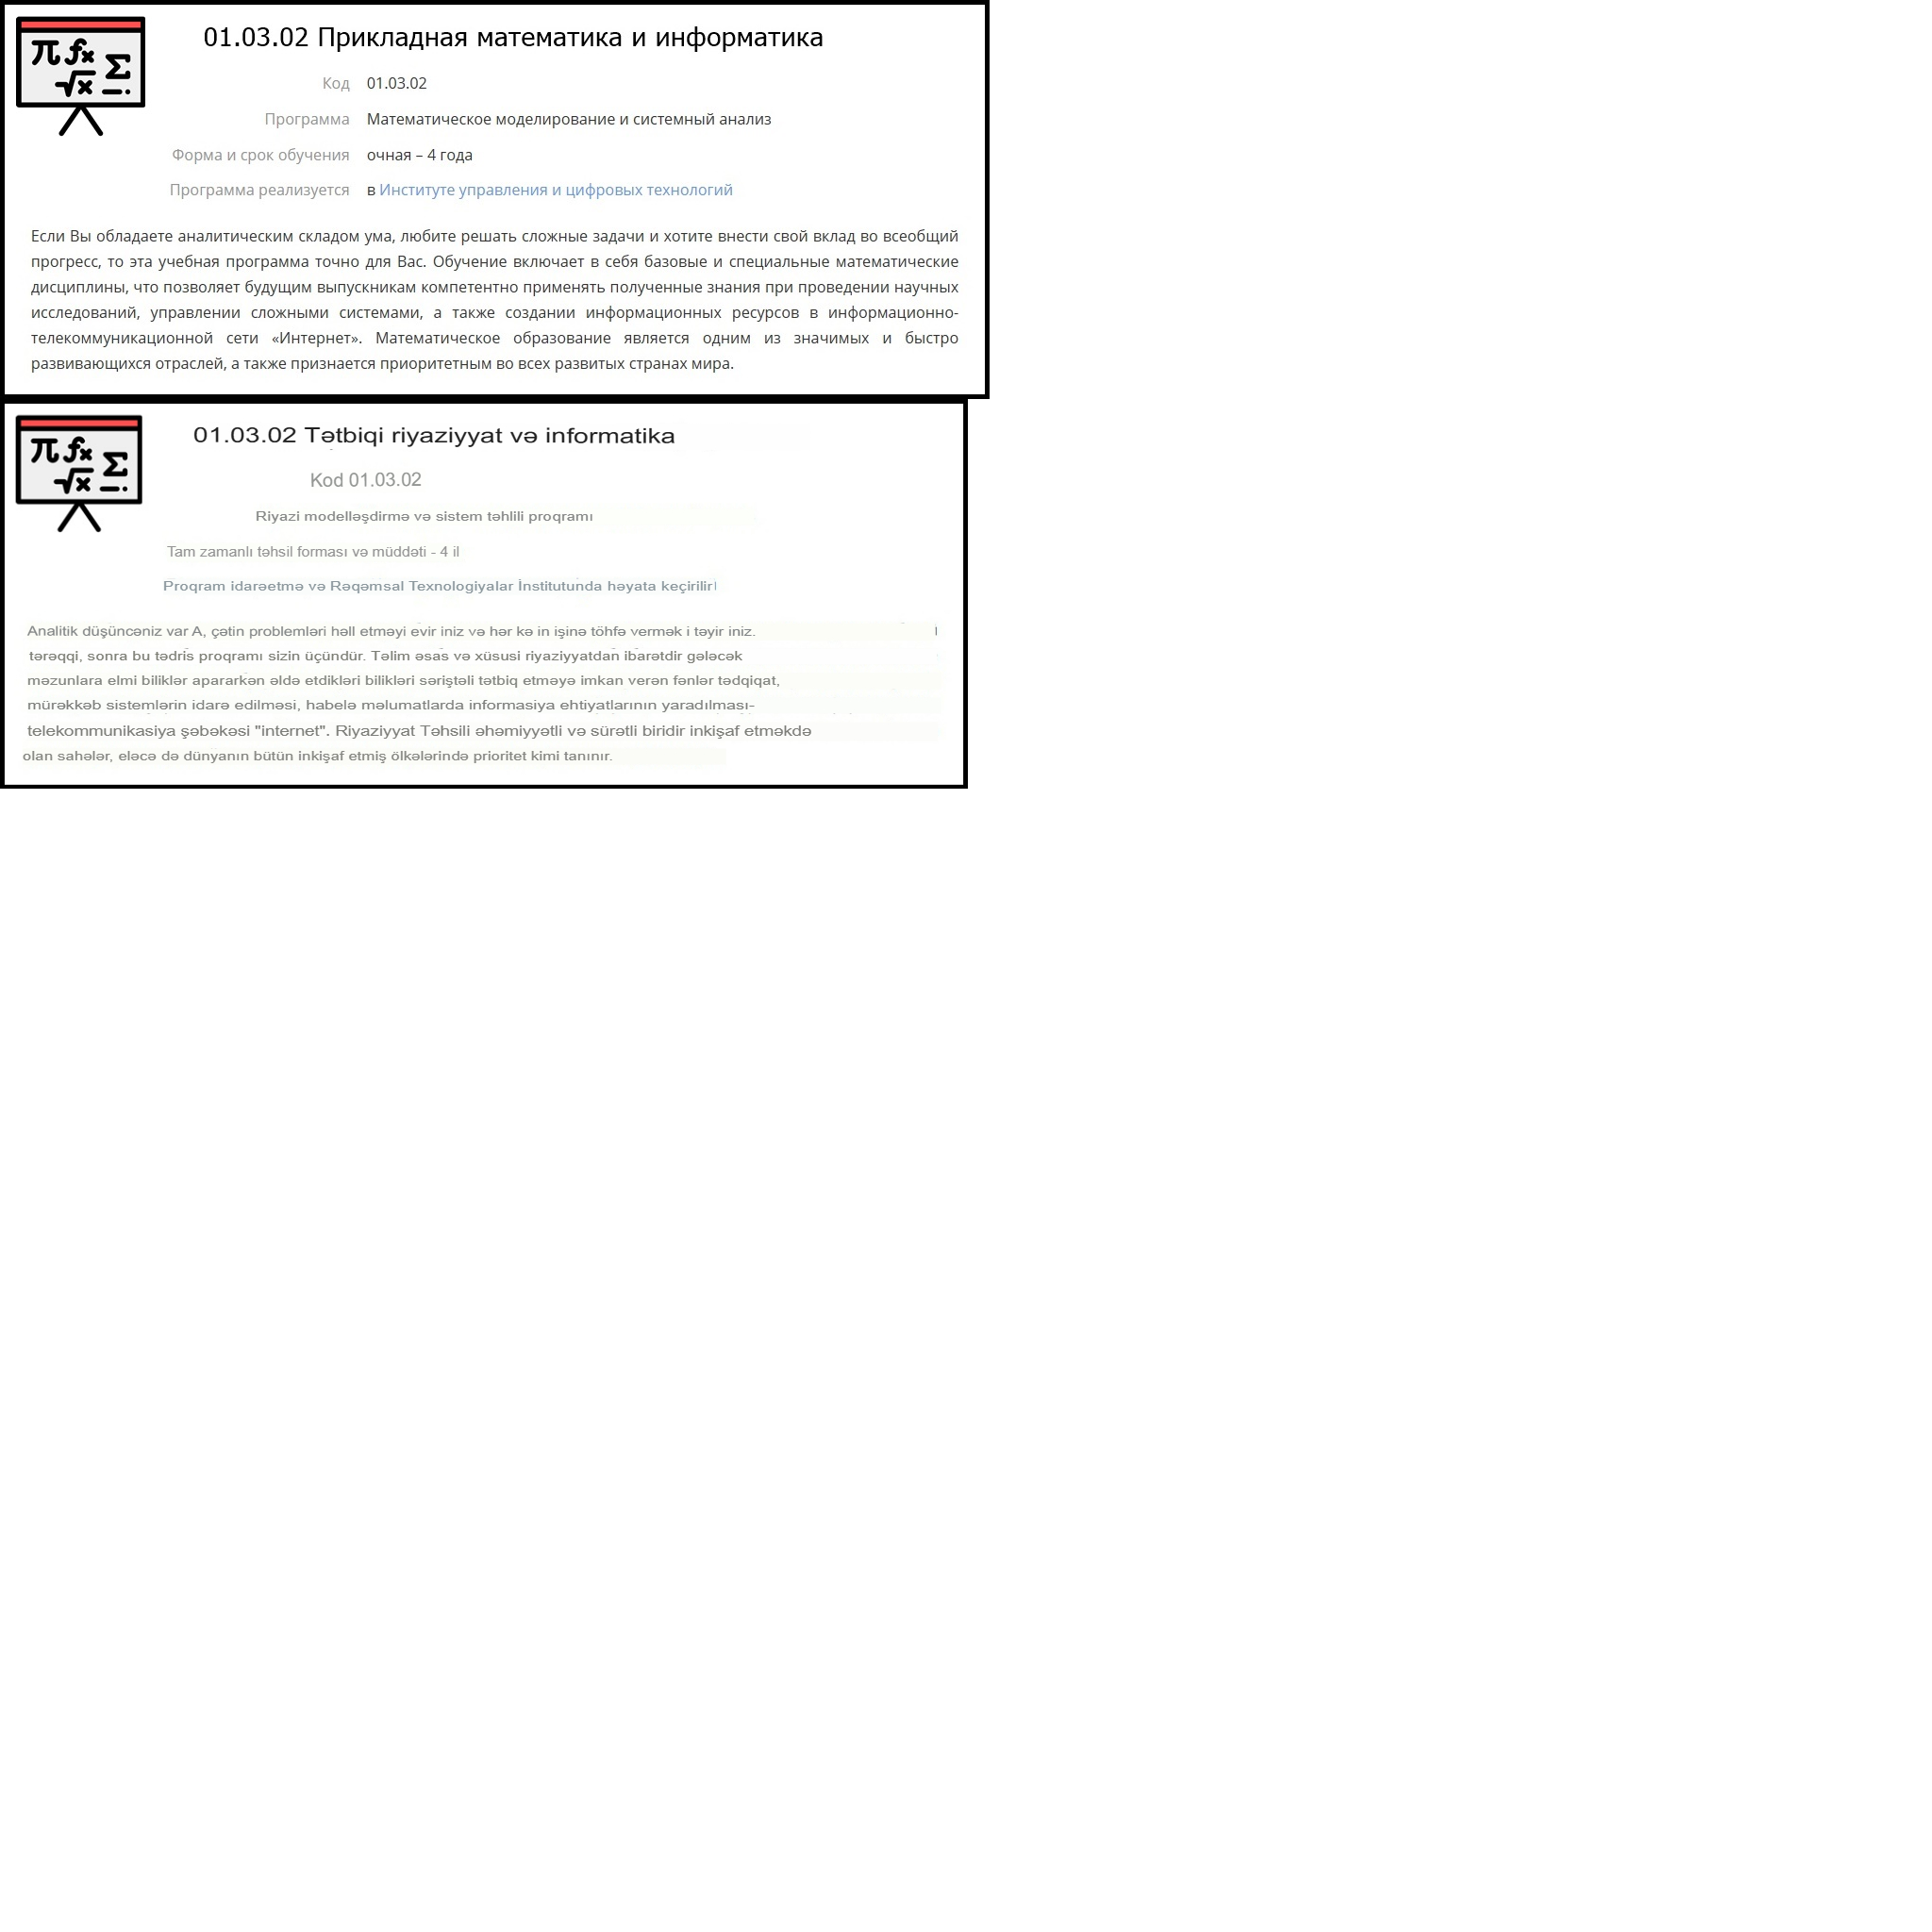 π fx
√x Σ
01.03.02 Прикладная математика и информатика
Код 01.03.02
Программа Математическое моделирование и системный анализ
Форма и срок обучения очная – 4 года
Программа реализуется в Институте управления и цифровых технологий
Если Вы обладаете аналитическим складом ума, любите решать сложные задачи и хотите внести свой вклад во всеобщий
прогресс, то эта учебная программа точно для Вас. Обучение включает в себя базовые и специальные математические
дисциплины, что позволяет будущим выпускникам компетентно применять полученные знания при проведении научных
исследований, управлении сложными системами, а также создании информационных ресурсов в информационно-
телекоммуникационной сети «Интернет». Математическое образование является одним из значимых и быстро
развивающихся отраслей, а также признается приоритетным во всех развитых странах мира.
π fx
√x Σ
01.03.02 Tətbiqi riyaziyyat və informatika
Kod 01.03.02
Riyazi modelləşdirmə və sistem təhlili proqramı
Tam zamanlı təhsil forması və müddəti - 4 il
Proqram idarəetmə və Rəqəmsal Texnologiyalar İnstitutunda həyata keçirilir
Analitik düşüncəniz var A, çətin problemləri həll etməyi evir iniz və hər kə in işinə töhfə vermək i təyir iniz.
tərəqqi, sonra bu tədris proqramı sizin üçündür. Təlim əsas və xüsusi riyaziyyatdan ibarətdir gələcək
məzunlara elmi biliklər apararkən əldə etdikləri bilikləri səriştəli tətbiq etməyə imkan verən fənlər tədqiqat,
mürəkkəb sistemlərin idarə edilməsi, habelə məlumatlarda informasiya ehtiyatlarının yaradılması-
telekommunikasiya şəbəkəsi "internet". Riyaziyyat Təhsili əhəmiyyətli və sürətli biridir inkişaf etməkdə
olan sahələr, eləcə də dünyanın bütün inkişaf etmiş ölkələrində prioritet kimi tanınır.